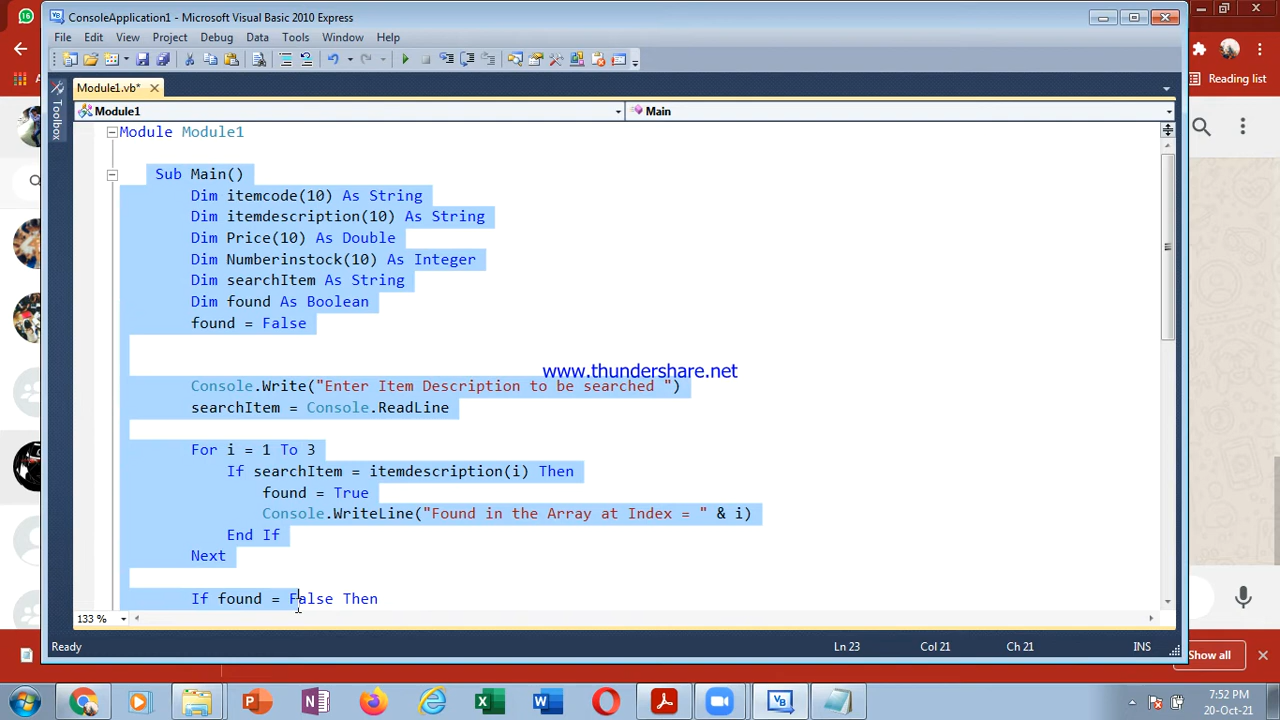 ConsoleApplication1 - Microsoft Visual Basic 2010 Express
File Edit View Project Debug Data Tools Window Help
Reading list
Toolbox
Module1.vb*
Module1 Main
Module Module1
Sub Main()
Dim itemcode(10) As String
Dim itemdescription(10) As String
Dim Price(10) As Double
Dim Numberinstock(10) As Integer
Dim searchItem As String
Dim found As Boolean
found = False
www.thundershare.net
Console.Write("Enter Item Description to be searched ")
searchItem = Console.ReadLine
For i = 1 To 3
If searchItem = itemdescription(i) Then
found = True
Console.WriteLine("Found in the Array at Index = " & i)
End If
Next
If found = False Then
133 %
Ready Ln 23 Col 21 Ch 21 INS
Show all
7:52 PM
20-Oct-21